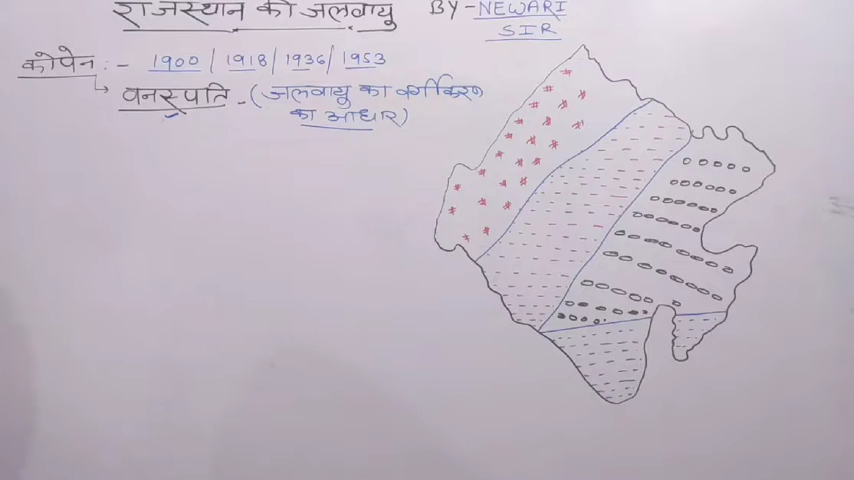 राजस्थान की जलवायु
BY-NEWARI
SIR
कोपेन :- 1900 / 1918 / 1936 / 1953
वनस्पति - (जलवायु का वर्गीकरण
का आधार)